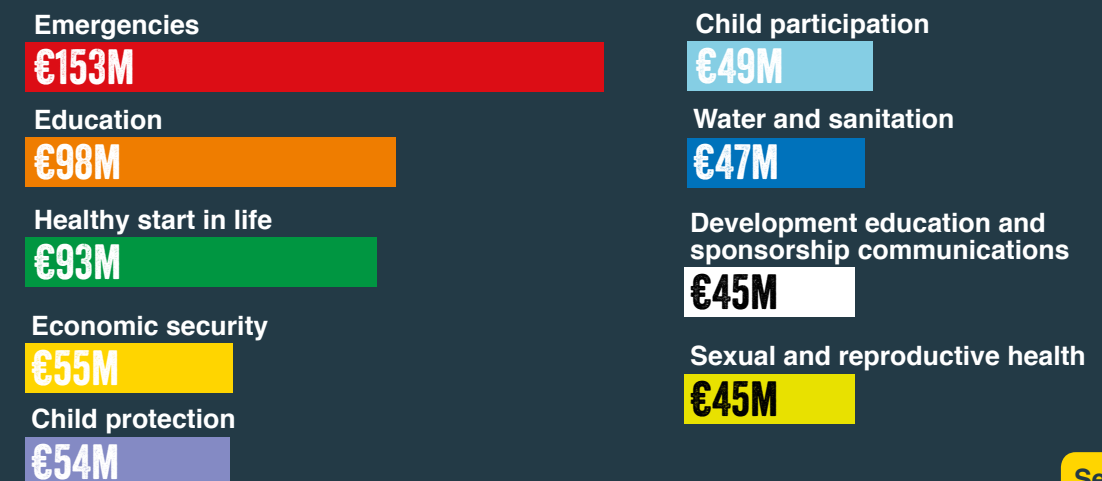 Emergencies
€153M
Education
€98M
Healthy start in life
€93M
Economic security
€55M
Child protection
€54M
Child participation
€49M
Water and sanitation
€47M
Development education and
sponsorship communications
€45M
Sexual and reproductive health
€45M